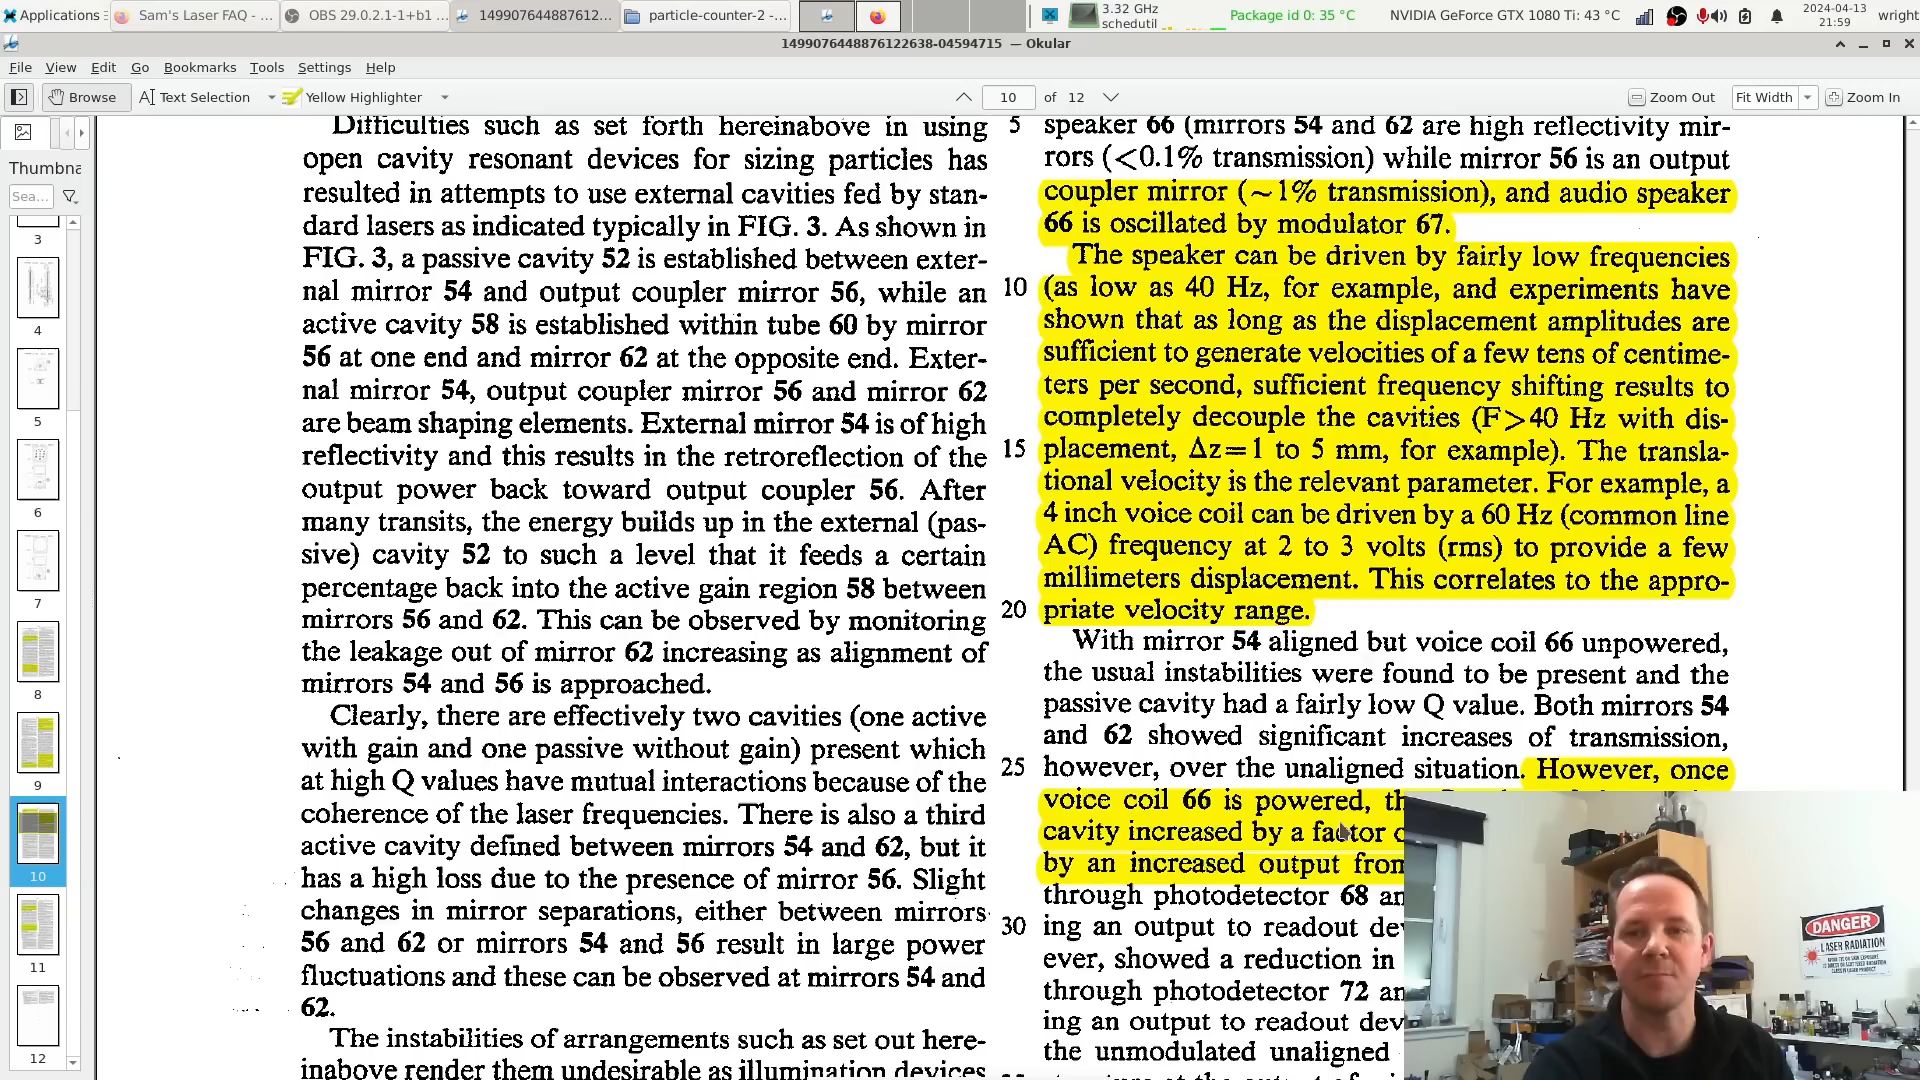 Applications
Sam's Laser FAQ - ...
OBS 29.0.2.1-1+b1 ...
149907644887612...
particle-counter-2 -...
3.32 GHz
schedutil
Package id 0: 35 °C
NVIDIA GeForce GTX 1080 Ti: 43 °C
2024-04-13
21:59
wright
1499076448876122638-04594715 — Okular
File View Edit Go Bookmarks Tools Settings Help
Browse
Text Selection
Yellow Highlighter
10 of 12
Zoom Out
Fit Width
Zoom In
Thumbna
Sea...
3
4
5
6
7
8
9
10
11
12
Difficulties such as set forth hereinabove in using
open cavity resonant devices for sizing particles has
resulted in attempts to use external cavities fed by stan-
dard lasers as indicated typically in FIG. 3. As shown in
FIG. 3, a passive cavity 52 is established between exter-
nal mirror 54 and output coupler mirror 56, while an
active cavity 58 is established within tube 60 by mirror
56 at one end and mirror 62 at the opposite end. Exter-
nal mirror 54, output coupler mirror 56 and mirror 62
are beam shaping elements. External mirror 54 is of high
reflectivity and this results in the retroreflection of the
output power back toward output coupler 56. After
many transits, the energy builds up in the external (pas-
sive) cavity 52 to such a level that it feeds a certain
percentage back into the active gain region 58 between
mirrors 56 and 62. This can be observed by monitoring
the leakage out of mirror 62 increasing as alignment of
mirrors 54 and 56 is approached.
Clearly, there are effectively two cavities (one active
with gain and one passive without gain) present which
at high Q values have mutual interactions because of the
coherence of the laser frequencies. There is also a third
active cavity defined between mirrors 54 and 62, but it
has a high loss due to the presence of mirror 56. Slight
changes in mirror separations, either between mirrors
56 and 62 or mirrors 54 and 56 result in large power
fluctuations and these can be observed at mirrors 54 and
62.
The instabilities of arrangements such as set out here-
inabove render them undesirable as illumination devices
5
10
15
20
25
30
speaker 66 (mirrors 54 and 62 are high reflectivity mir-
rors (<0.1% transmission) while mirror 56 is an output
coupler mirror (~1% transmission), and audio speaker
66 is oscillated by modulator 67.
The speaker can be driven by fairly low frequencies
(as low as 40 Hz, for example, and experiments have
shown that as long as the displacement amplitudes are
sufficient to generate velocities of a few tens of centime-
ters per second, sufficient frequency shifting results to
completely decouple the cavities (F>40 Hz with dis-
placement, Δz=1 to 5 mm, for example). The transla-
tional velocity is the relevant parameter. For example, a
4 inch voice coil can be driven by a 60 Hz (common line
AC) frequency at 2 to 3 volts (rms) to provide a few
millimeters displacement. This correlates to the appro-
priate velocity range.
With mirror 54 aligned but voice coil 66 unpowered,
the usual instabilities were found to be present and the
passive cavity had a fairly low Q value. Both mirrors 54
and 62 showed significant increases of transmission,
however, over the unaligned situation. However, once
voice coil 66 is powered, th
cavity increased by a factor o
by an increased output from
through photodetector 68 an
ing an output to readout dev
ever, showed a reduction in
through photodetector 72 an
ing an output to readout dev
the unmodulated unaligned
DANGER
LASER RADIATION